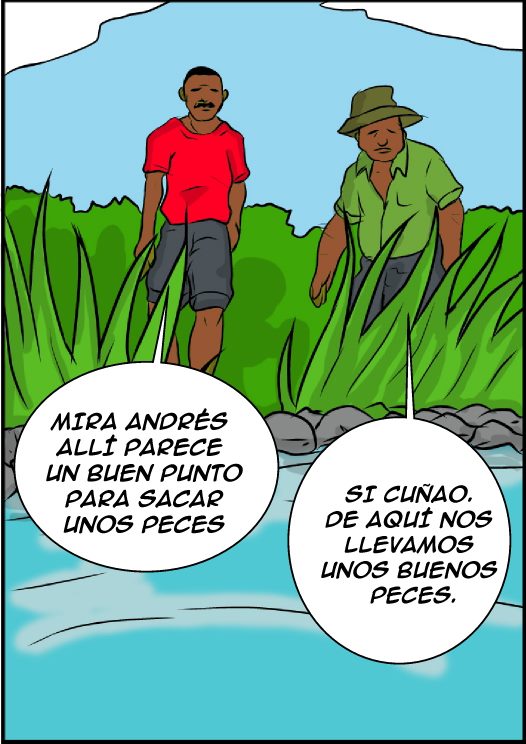 MIRA ANDRÉS
ALLÍ PARECE
UN BUEN PUNTO
PARA SACAR
UNOS PECES
SI CUÑAO.
DE AQUÍ NOS
LLEVAMOS
UNOS BUENOS
PECES.